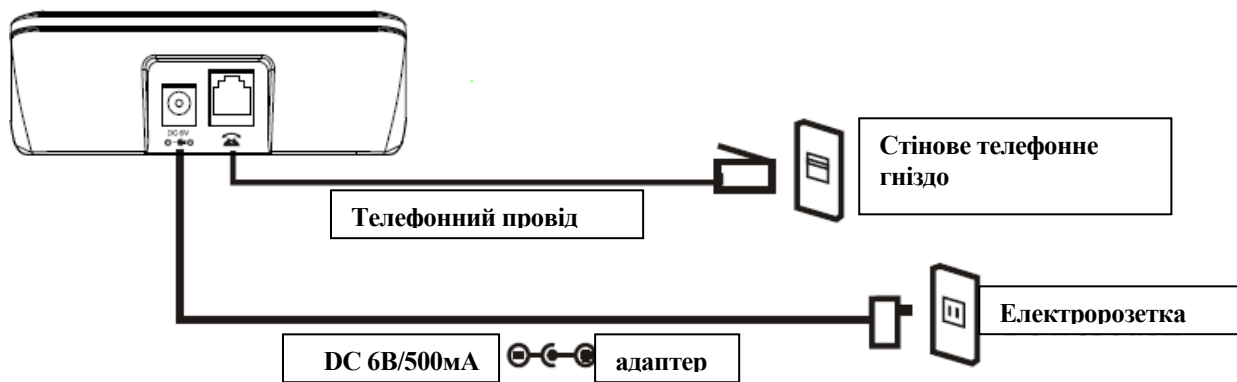 DC 6V
Стінове телефонне
гніздо
Телефонний провід
Електророзетка
DC 6В/500мА
адаптер